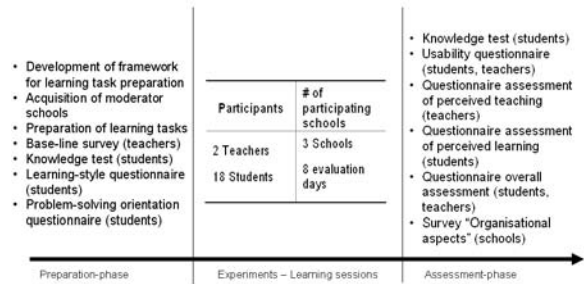 • Development of framework
for learning task preparation
• Acquisition of moderator
schools
• Preparation of learning tasks
• Base-line survey (teachers)
• Knowledge test (students)
• Learning-style questionnaire
(students)
• Problem-solving orientation
questionnaire (students)
Participants
# of
participating
schools
2 Teachers
3 Schools
18 Students
8 evaluation
days
• Knowledge test (students)
• Usability questionnaire
(students, teachers)
• Questionnaire assessment
of perceived teaching
(teachers)
• Questionnaire assessment
of perceived learning
(students)
• Questionnaire overall
assessment (students,
teachers)
• Survey "Organisational
aspects" (schools)
Preparation-phase
Experiments – Learning sessions
Assessment-phase